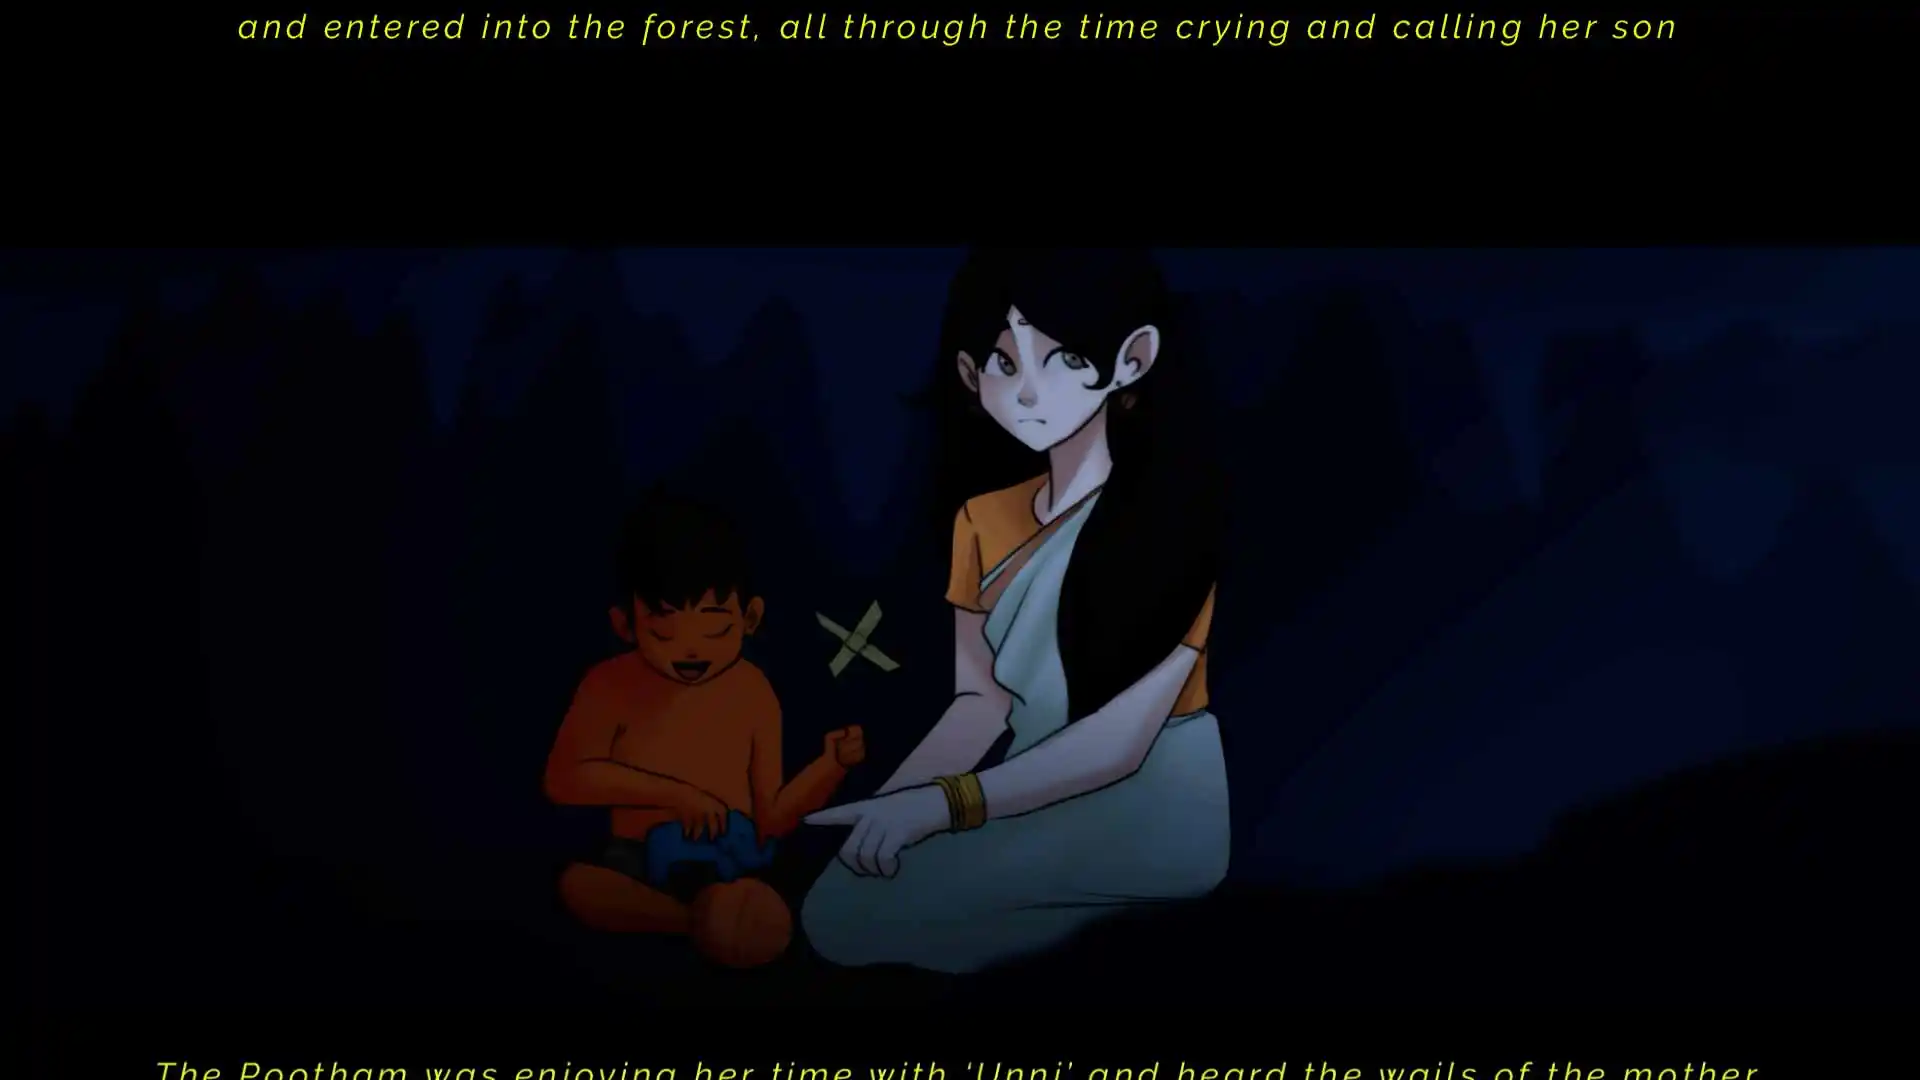 and entered into the forest, all through the time crying and calling her son
The Pootham was enjoying her time with ‘Unni’ and heard the wails of the mother